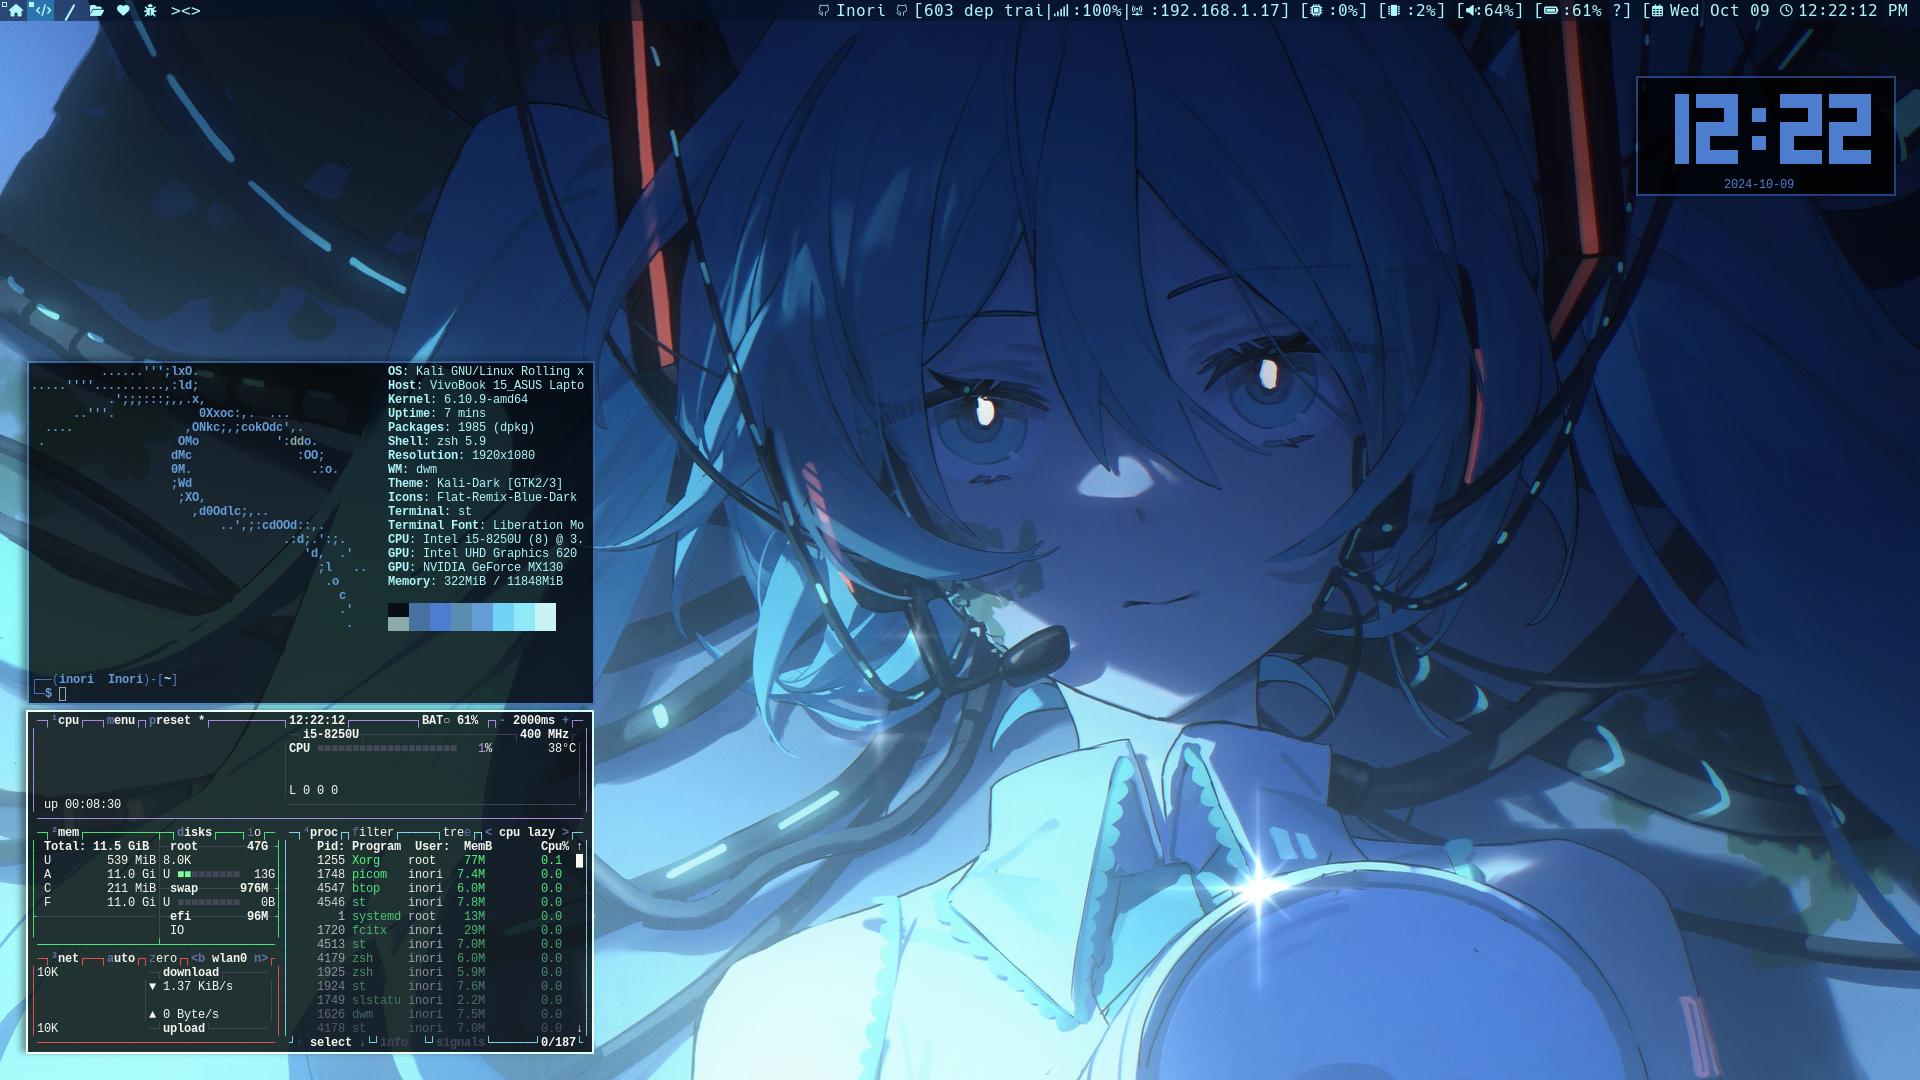 ><> Inori [603 dep trai| :100%| :192.168.1.17] [ :0%] [ :2%] [ :64%] [ :61% ?] [ Wed Oct 09 12:22:12 PM
12:22
2024-10-09
OS: Kali GNU/Linux Rolling x
Host: VivoBook 15_ASUS Lapto
Kernel: 6.10.9-amd64
Uptime: 7 mins
Packages: 1985 (dpkg)
Shell: zsh 5.9
Resolution: 1920x1080
WM: dwm
Theme: Kali-Dark [GTK2/3]
Icons: Flat-Remix-Blue-Dark
Terminal: st
Terminal Font: Liberation Mo
CPU: Intel i5-8250U (8) @ 3.
GPU: Intel UHD Graphics 620
GPU: NVIDIA GeForce MX130
Memory: 322MiB / 11848MiB
┌──(inori Inori)-[~]
└─$
¹cpu menu preset * 12:22:12 BAT○ 61% - 2000ms +
i5-8250U 400 MHz
CPU 1% 38°C
L 0 0 0
up 00:08:30
²mem disks io
Total: 11.5 GiB root 47G
U 539 MiB 8.0K
A 11.0 Gi U 13G
C 211 MiB swap 976M
F 11.0 Gi U 0B
efi 96M
IO
³net auto zero <b wlan0 n>
10K download
▼ 1.37 KiB/s
▲ 0 Byte/s
10K upload
⁴proc filter tree < cpu lazy >
Pid: Program User: MemB Cpu% ↑
1255 Xorg root 77M 0.1
1748 picom inori 7.4M 0.0
4547 btop inori 6.0M 0.0
4546 st inori 7.8M 0.0
1 systemd root 13M 0.0
1720 fcitx inori 29M 0.0
4513 st inori 7.0M 0.0
4179 zsh inori 6.0M 0.0
1925 zsh inori 5.9M 0.0
1924 st inori 7.6M 0.0
1749 slstatu inori 2.2M 0.0
1626 dwm inori 7.5M 0.0
4178 st inori 7.0M 0.0 ↓
↑ select ↓ info signals 0/187